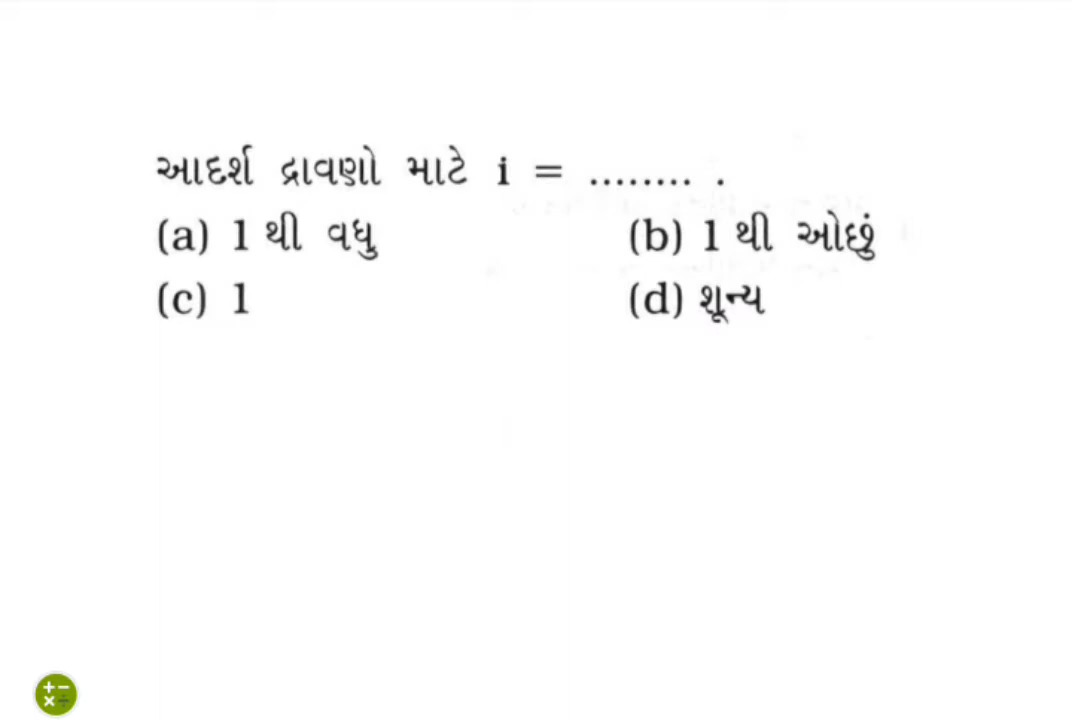 આદર્શ દ્રાવણો માટે i = ........ .
(a) 1 થી વધુ (b) 1 થી ઓછું
(c) 1 (d) શૂન્ય